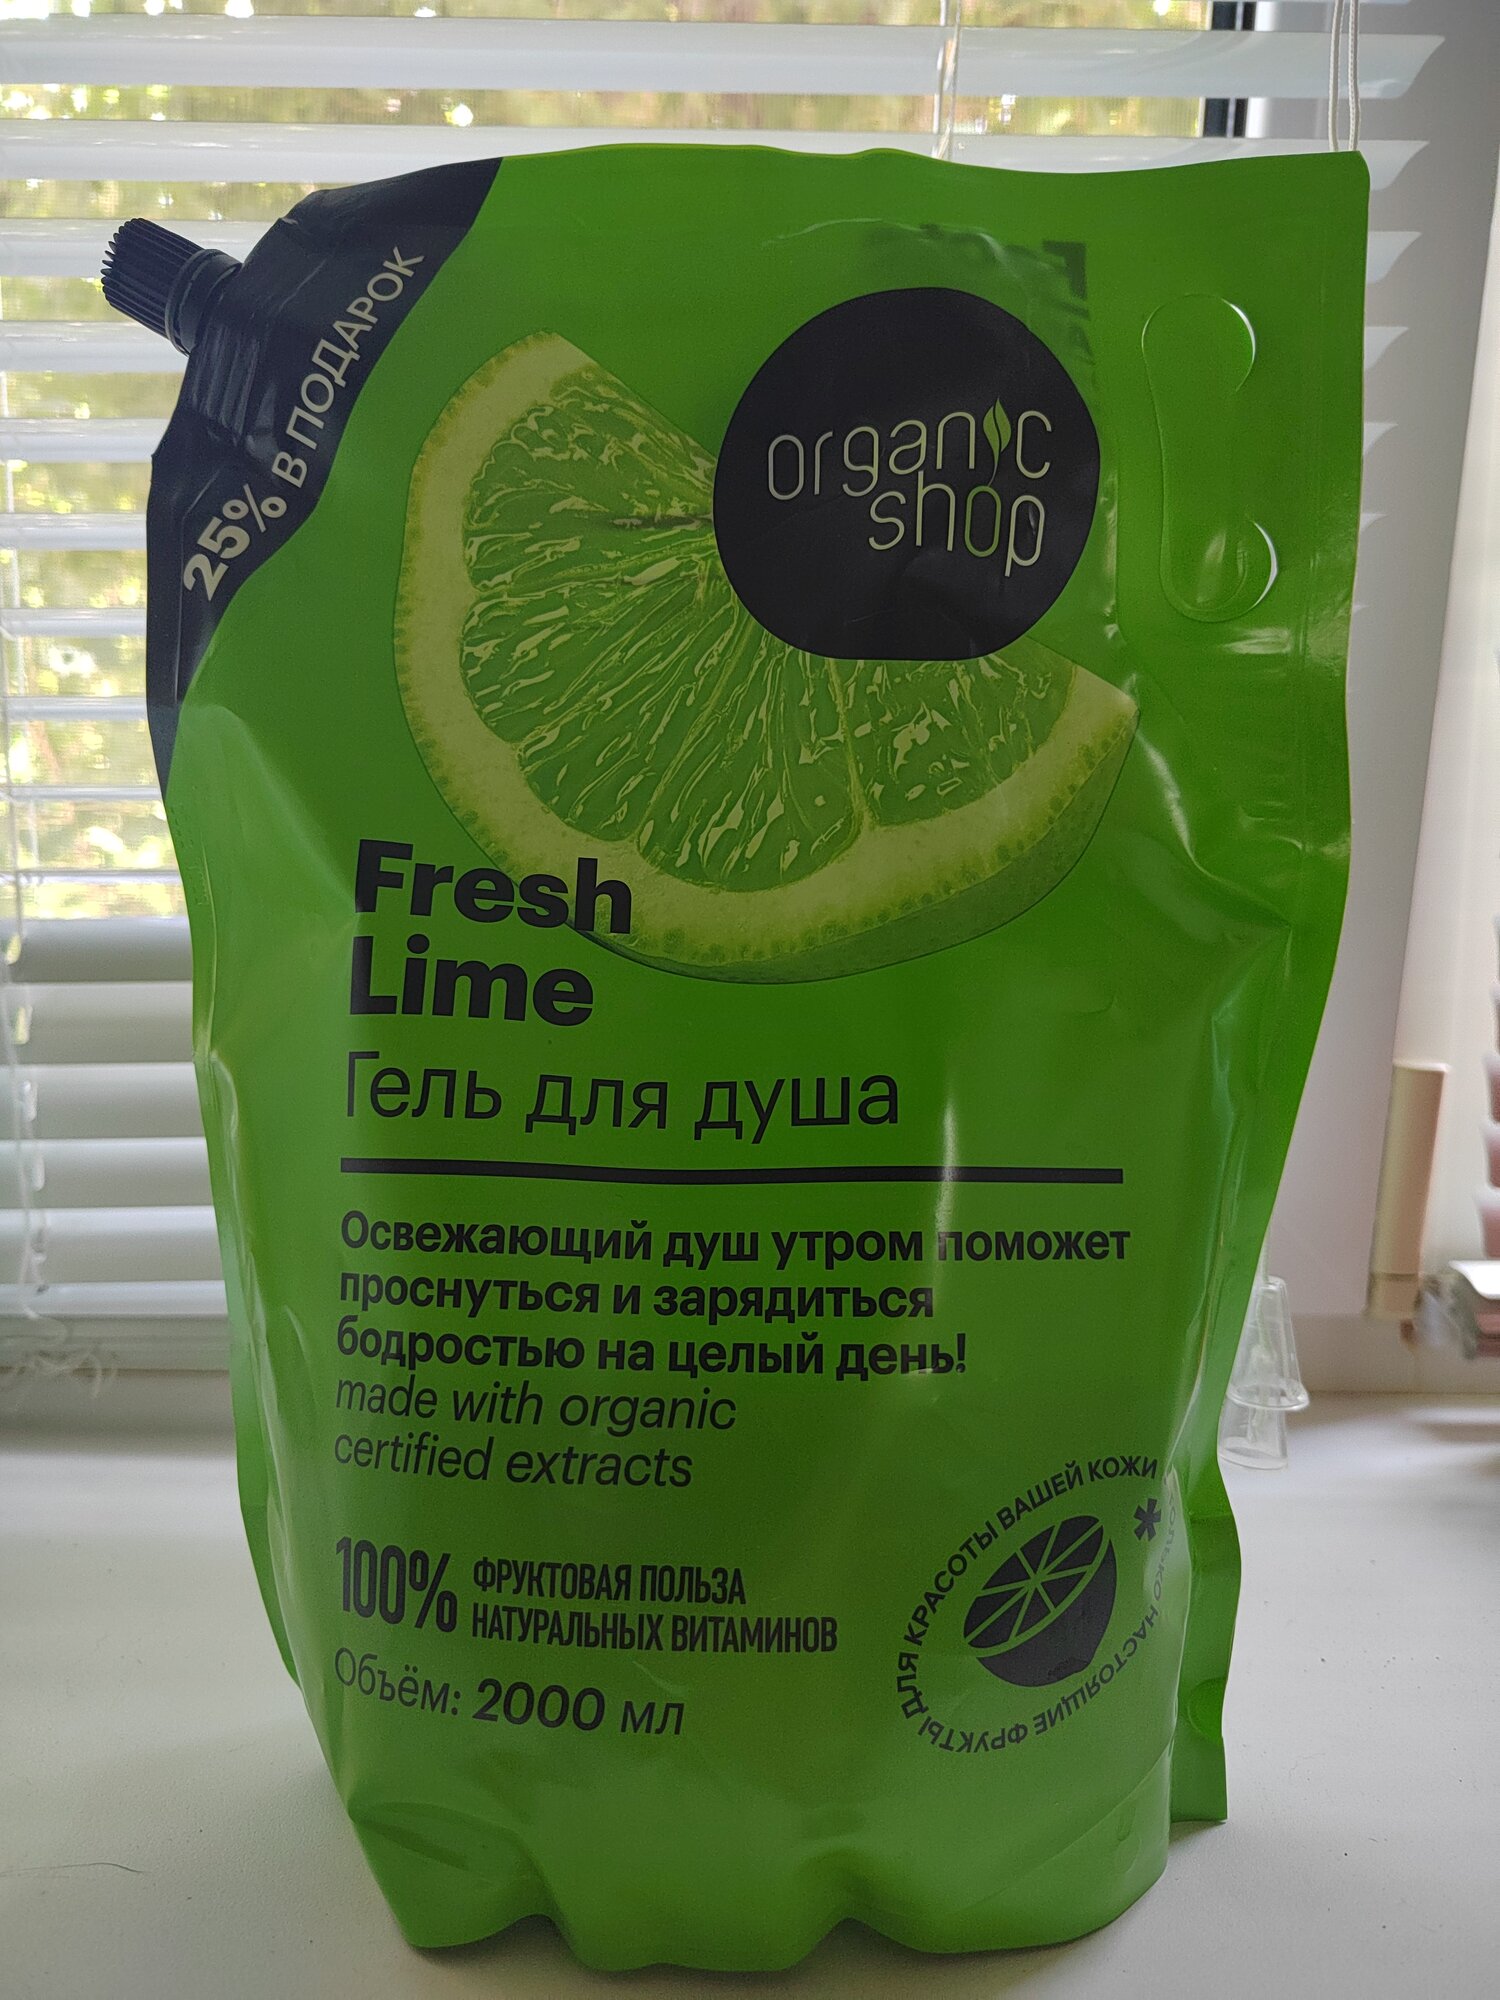 25% В ПОДАРОК
organic
shop
Fresh
Lime
Гель для душа
Освежающий душ утром поможет
проснуться и зарядиться
бодростью на целый день!
made with organic
certified extracts
100% ФРУКТОВАЯ ПОЛЬЗА
НАТУРАЛЬНЫХ ВИТАМИНОВ
Объём: 2000 мл
ТОЛЬКО НАСТОЯЩИЕ ФРУКТЫ ДЛЯ КРАСОТЫ ВАШЕЙ КОЖИ *